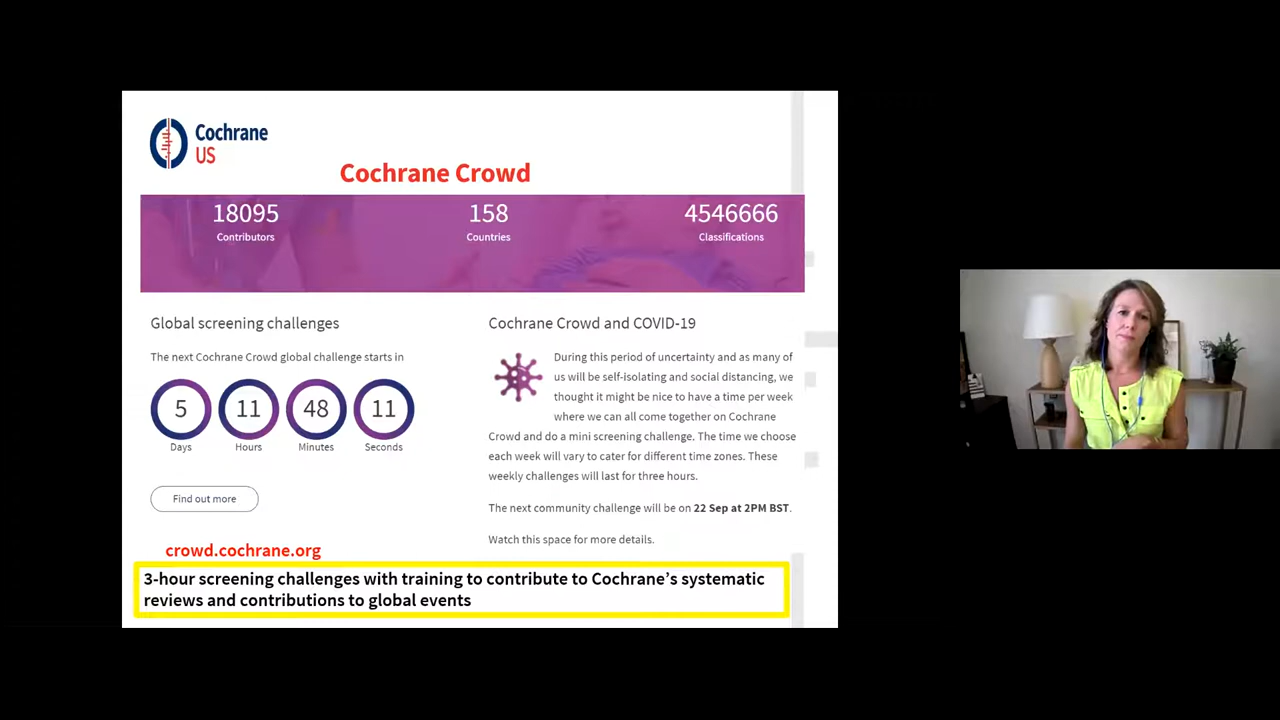 Cochrane
US
Cochrane Crowd
18095
Contributors
158
Countries
4546666
Classifications
Global screening challenges
The next Cochrane Crowd global challenge starts in
5
Days
11
Hours
48
Minutes
11
Seconds
Find out more
crowd.cochrane.org
Cochrane Crowd and COVID-19
During this period of uncertainty and as many of
us will be self-isolating and social distancing, we
thought it might be nice to have a time per week
where we can all come together on Cochrane
Crowd and do a mini screening challenge. The time we choose
each week will vary to cater for different time zones. These
weekly challenges will last for three hours.
The next community challenge will be on 22 Sep at 2PM BST.
Watch this space for more details.
3-hour screening challenges with training to contribute to Cochrane’s systematic
reviews and contributions to global events